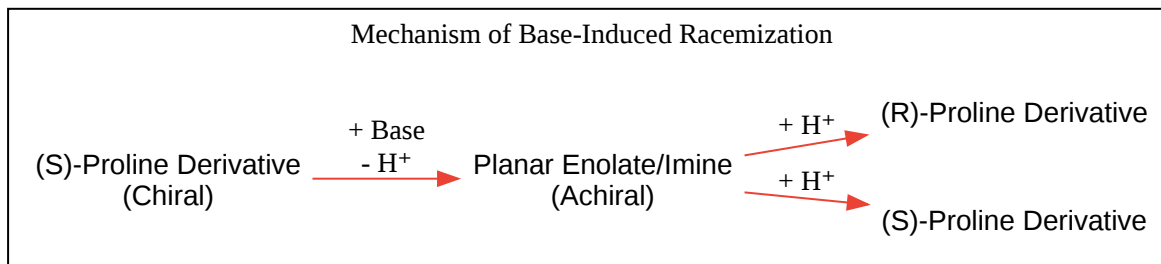 Mechanism of Base-Induced Racemization
(S)-Proline Derivative
(Chiral)
+ Base
- H⁺
Planar Enolate/Imine
(Achiral)
+ H⁺
(R)-Proline Derivative
+ H⁺
(S)-Proline Derivative